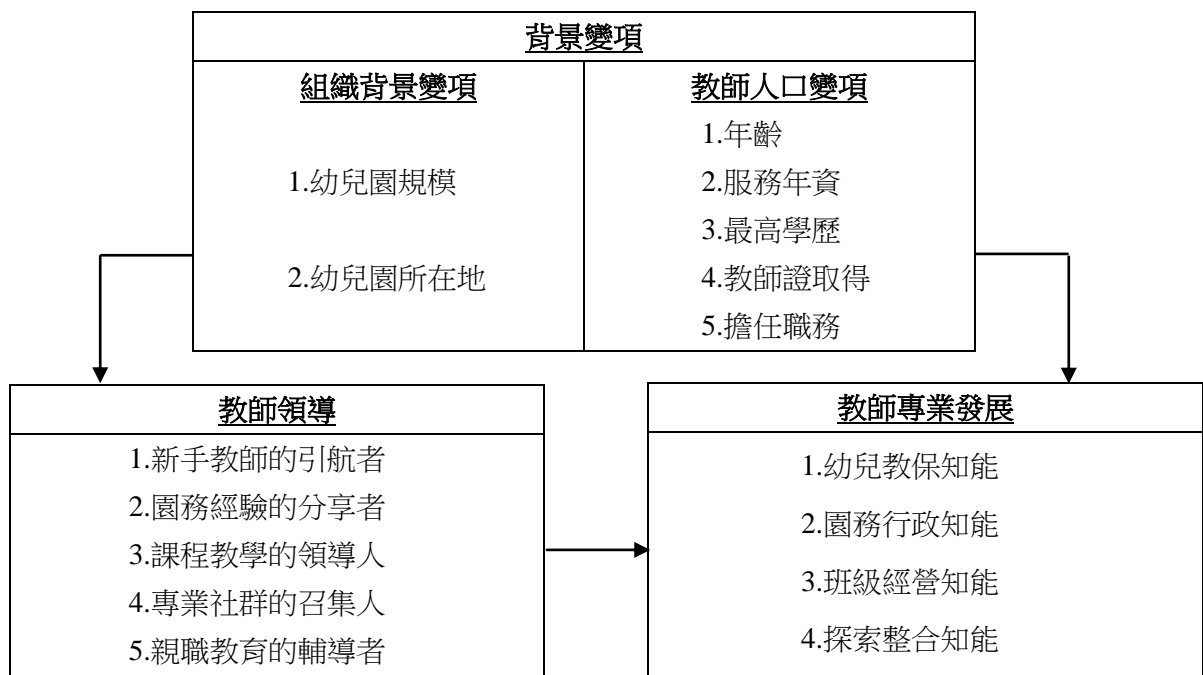 背景變項
組織背景變項
1.幼兒園規模
2.幼兒園所在地
教師人口變項
1.年齡
2.服務年資
3.最高學歷
4.教師證取得
5.擔任職務
教師領導
1.新手教師的引航者
2.園務經驗的分享者
3.課程教學的領導人
4.專業社群的召集人
5.親職教育的輔導者
教師專業發展
1.幼兒教保知能
2.園務行政知能
3.班級經營知能
4.探索整合知能